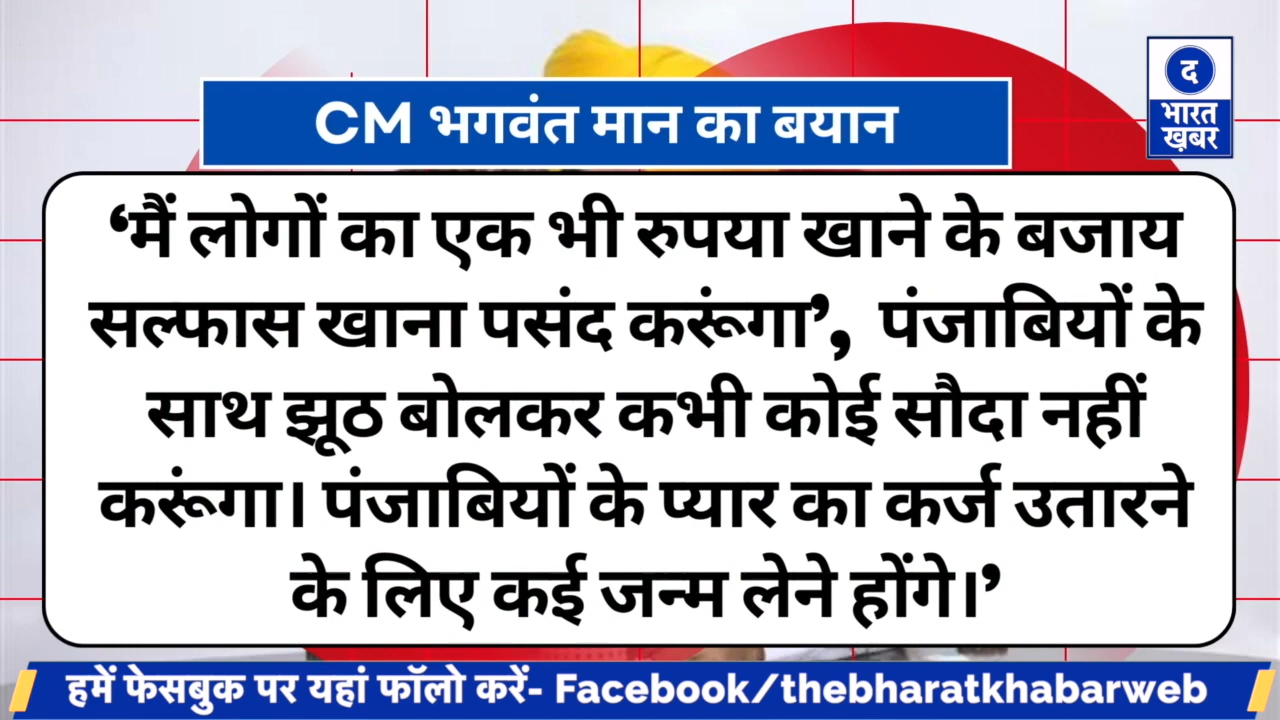 CM भगवंत मान का बयान
द
भारत
ख़बर
‘मैं लोगों का एक भी रुपया खाने के बजाय
सल्फास खाना पसंद करूंगा’, पंजाबियों के
साथ झूठ बोलकर कभी कोई सौदा नहीं
करूंगा। पंजाबियों के प्यार का कर्ज उतारने
के लिए कई जन्म लेने होंगे।’
हमें फेसबुक पर यहां फॉलो करें- Facebook/thebharatkhabarweb